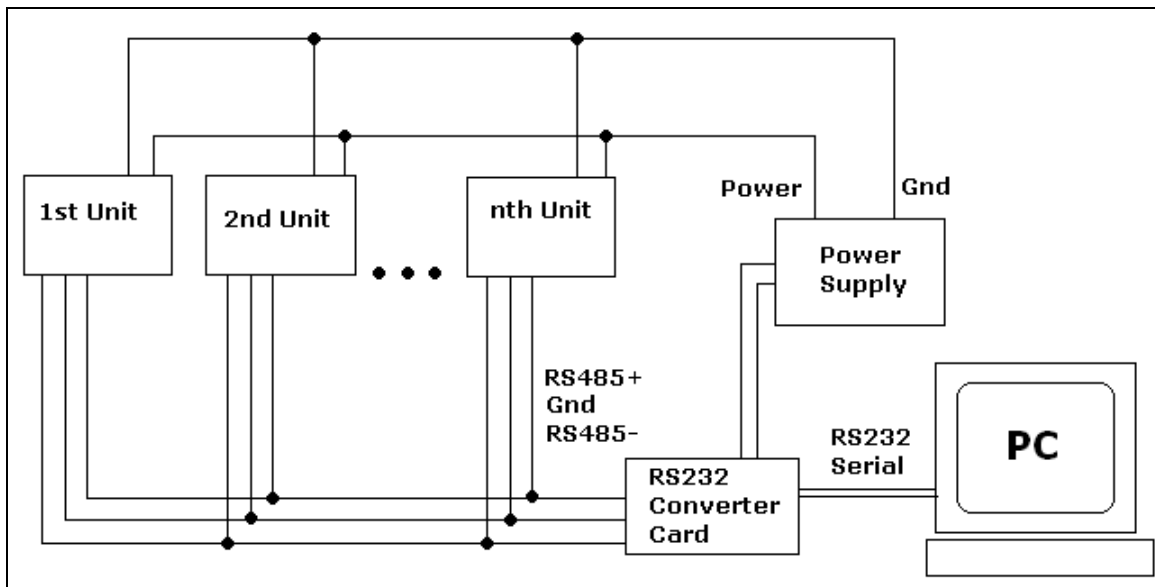 Power
Gnd
1st Unit
2nd Unit
nth Unit
Power
Supply
RS485+
Gnd
RS485-
RS232
Serial
PC
RS232
Converter
Card